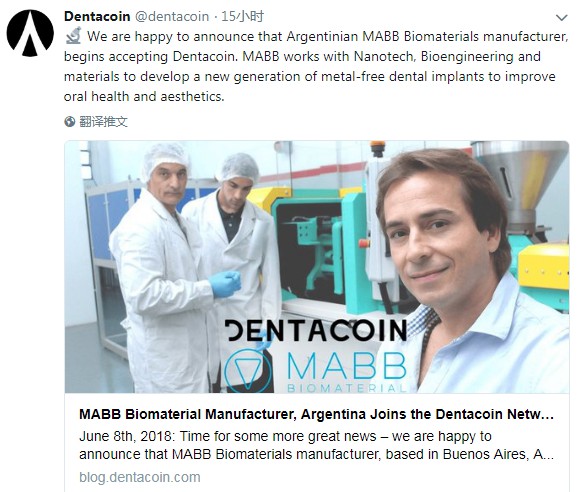 Dentacoin @dentacoin · 15小时
We are happy to announce that Argentinian MABB Biomaterials manufacturer,
begins accepting Dentacoin. MABB works with Nanotech, Bioengineering and
materials to develop a new generation of metal-free dental implants to improve
oral health and aesthetics.
翻译推文
DENTACOIN
MABB
BIOMATERIAL
MABB Biomaterial Manufacturer, Argentina Joins the Dentacoin Netw…
June 8th, 2018: Time for some more great news – we are happy to
announce that MABB Biomaterials manufacturer, based in Buenos Aires, A...
blog.dentacoin.com